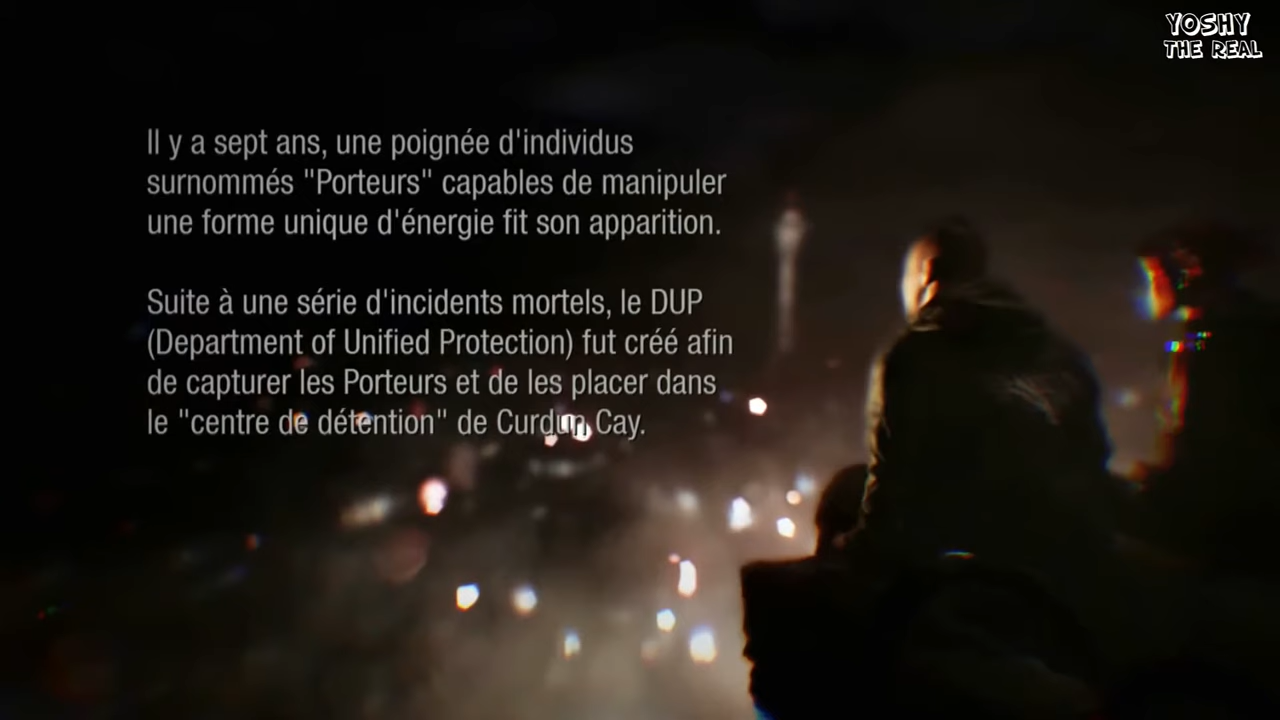 YOSHY
THE REAL
Il y a sept ans, une poignée d'individus
surnommés "Porteurs" capables de manipuler
une forme unique d'énergie fit son apparition.
Suite à une série d'incidents mortels, le DUP
(Department of Unified Protection) fut créé afin
de capturer les Porteurs et de les placer dans
le "centre de détention" de Curdun Cay.